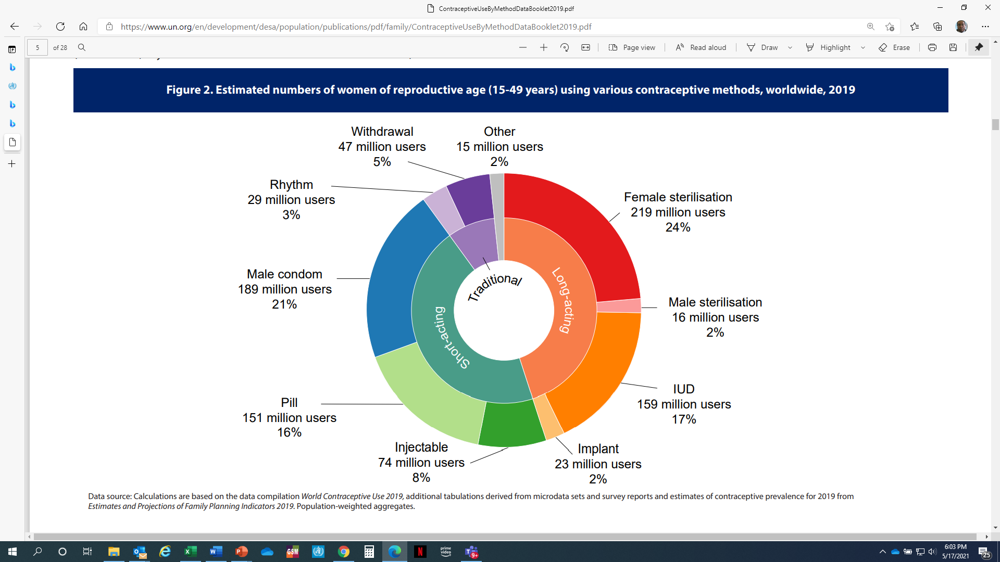 ContraceptiveUseByMethodDataBooklet2019.pdf
https://www.un.org/en/development/desa/population/publications/pdf/family/ContraceptiveUseByMethodDataBooklet2019.pdf
5 of 28
Page view
Read aloud
Draw
Highlight
Erase
Figure 2. Estimated numbers of women of reproductive age (15-49 years) using various contraceptive methods, worldwide, 2019
Withdrawal
47 million users
5%
Other
15 million users
2%
Rhythm
29 million users
3%
Female sterilisation
219 million users
24%
Male condom
189 million users
21%
Traditional
Long-acting
Short-acting
Male sterilisation
16 million users
2%
IUD
159 million users
17%
Pill
151 million users
16%
Injectable
74 million users
8%
Implant
23 million users
2%
Data source: Calculations are based on the data compilation World Contraceptive Use 2019, additional tabulations derived from microdata sets and survey reports and estimates of contraceptive prevalence for 2019 from
Estimates and Projections of Family Planning Indicators 2019. Population-weighted aggregates.
GSM
N
prime
video
9+
6:03 PM
5/17/2021
25